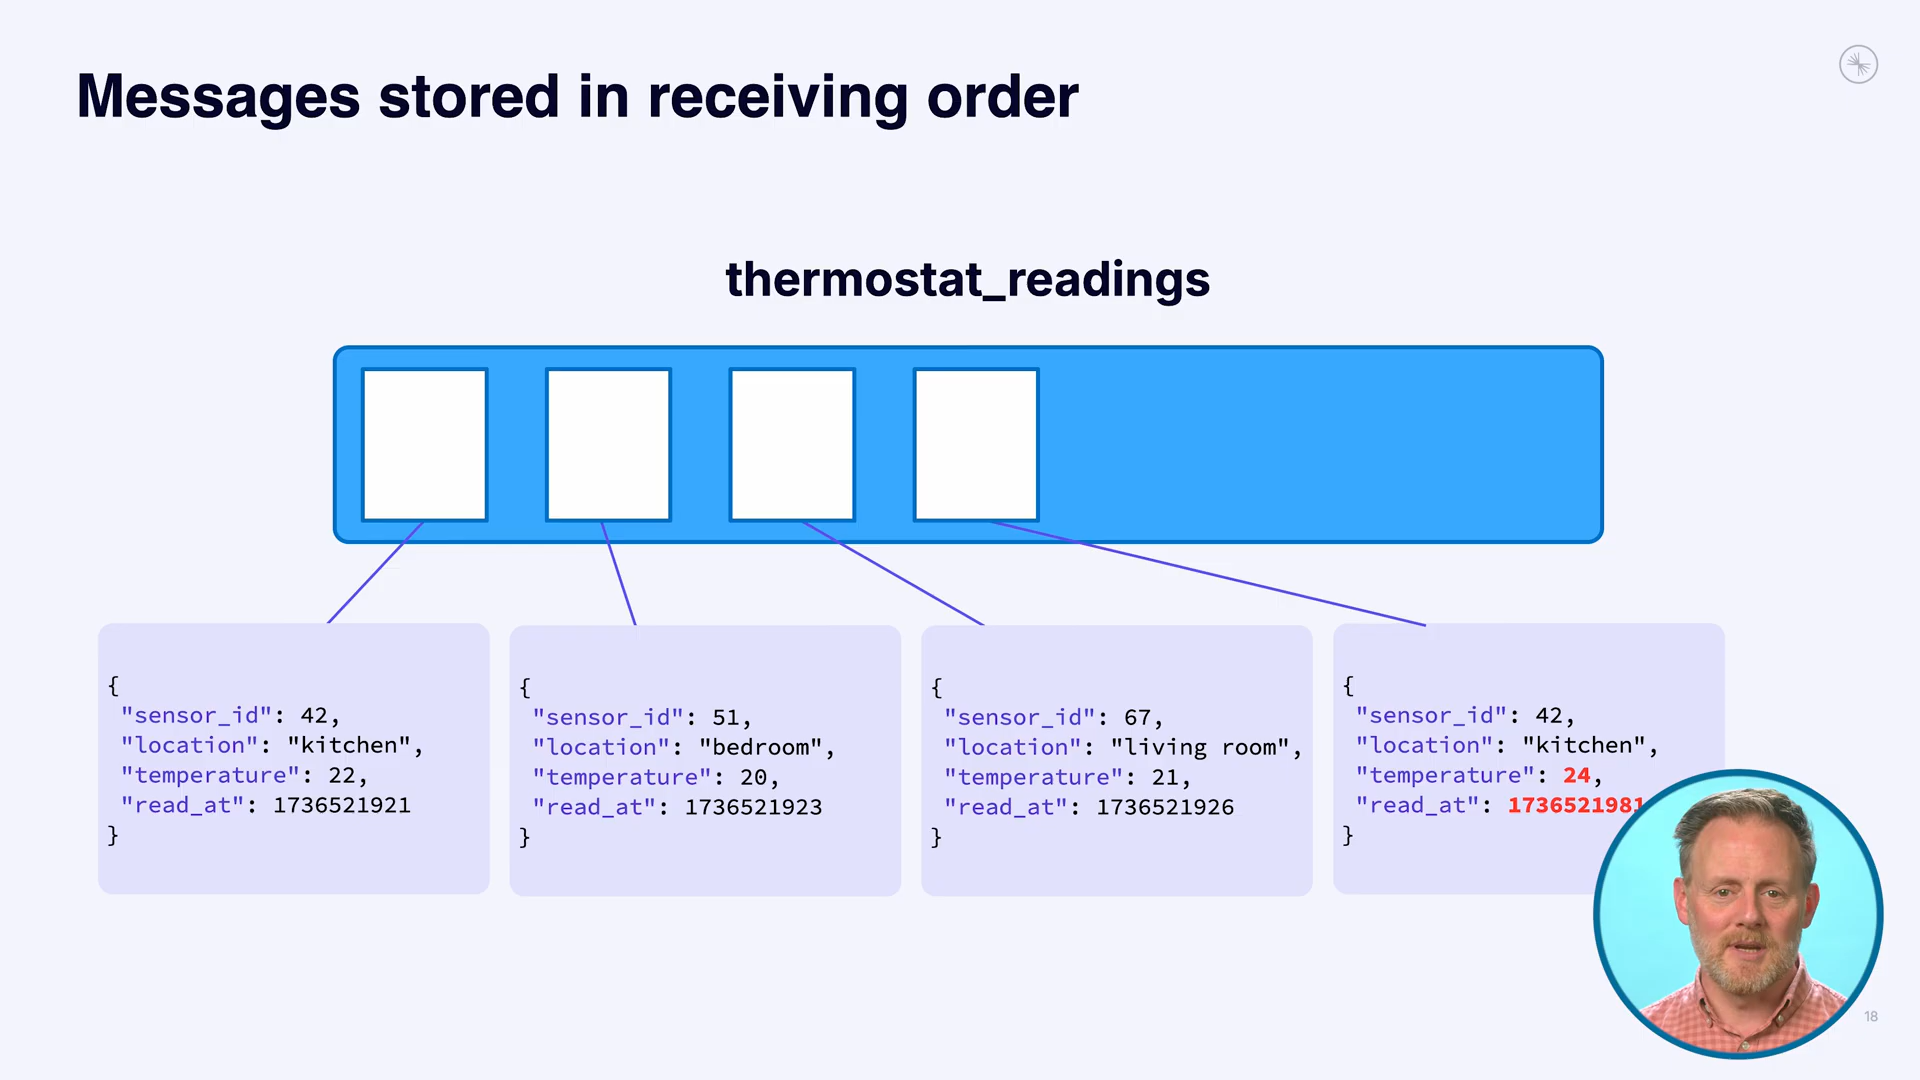 Messages stored in receiving order
thermostat_readings
{
"sensor_id": 42,
"location": "kitchen",
"temperature": 22,
"read_at": 1736521921
}
{
"sensor_id": 51,
"location": "bedroom",
"temperature": 20,
"read_at": 1736521923
}
{
"sensor_id": 67,
"location": "living room",
"temperature": 21,
"read_at": 1736521926
}
{
"sensor_id": 42,
"location": "kitchen",
"temperature": 24,
"read_at": 1736521981
}
18